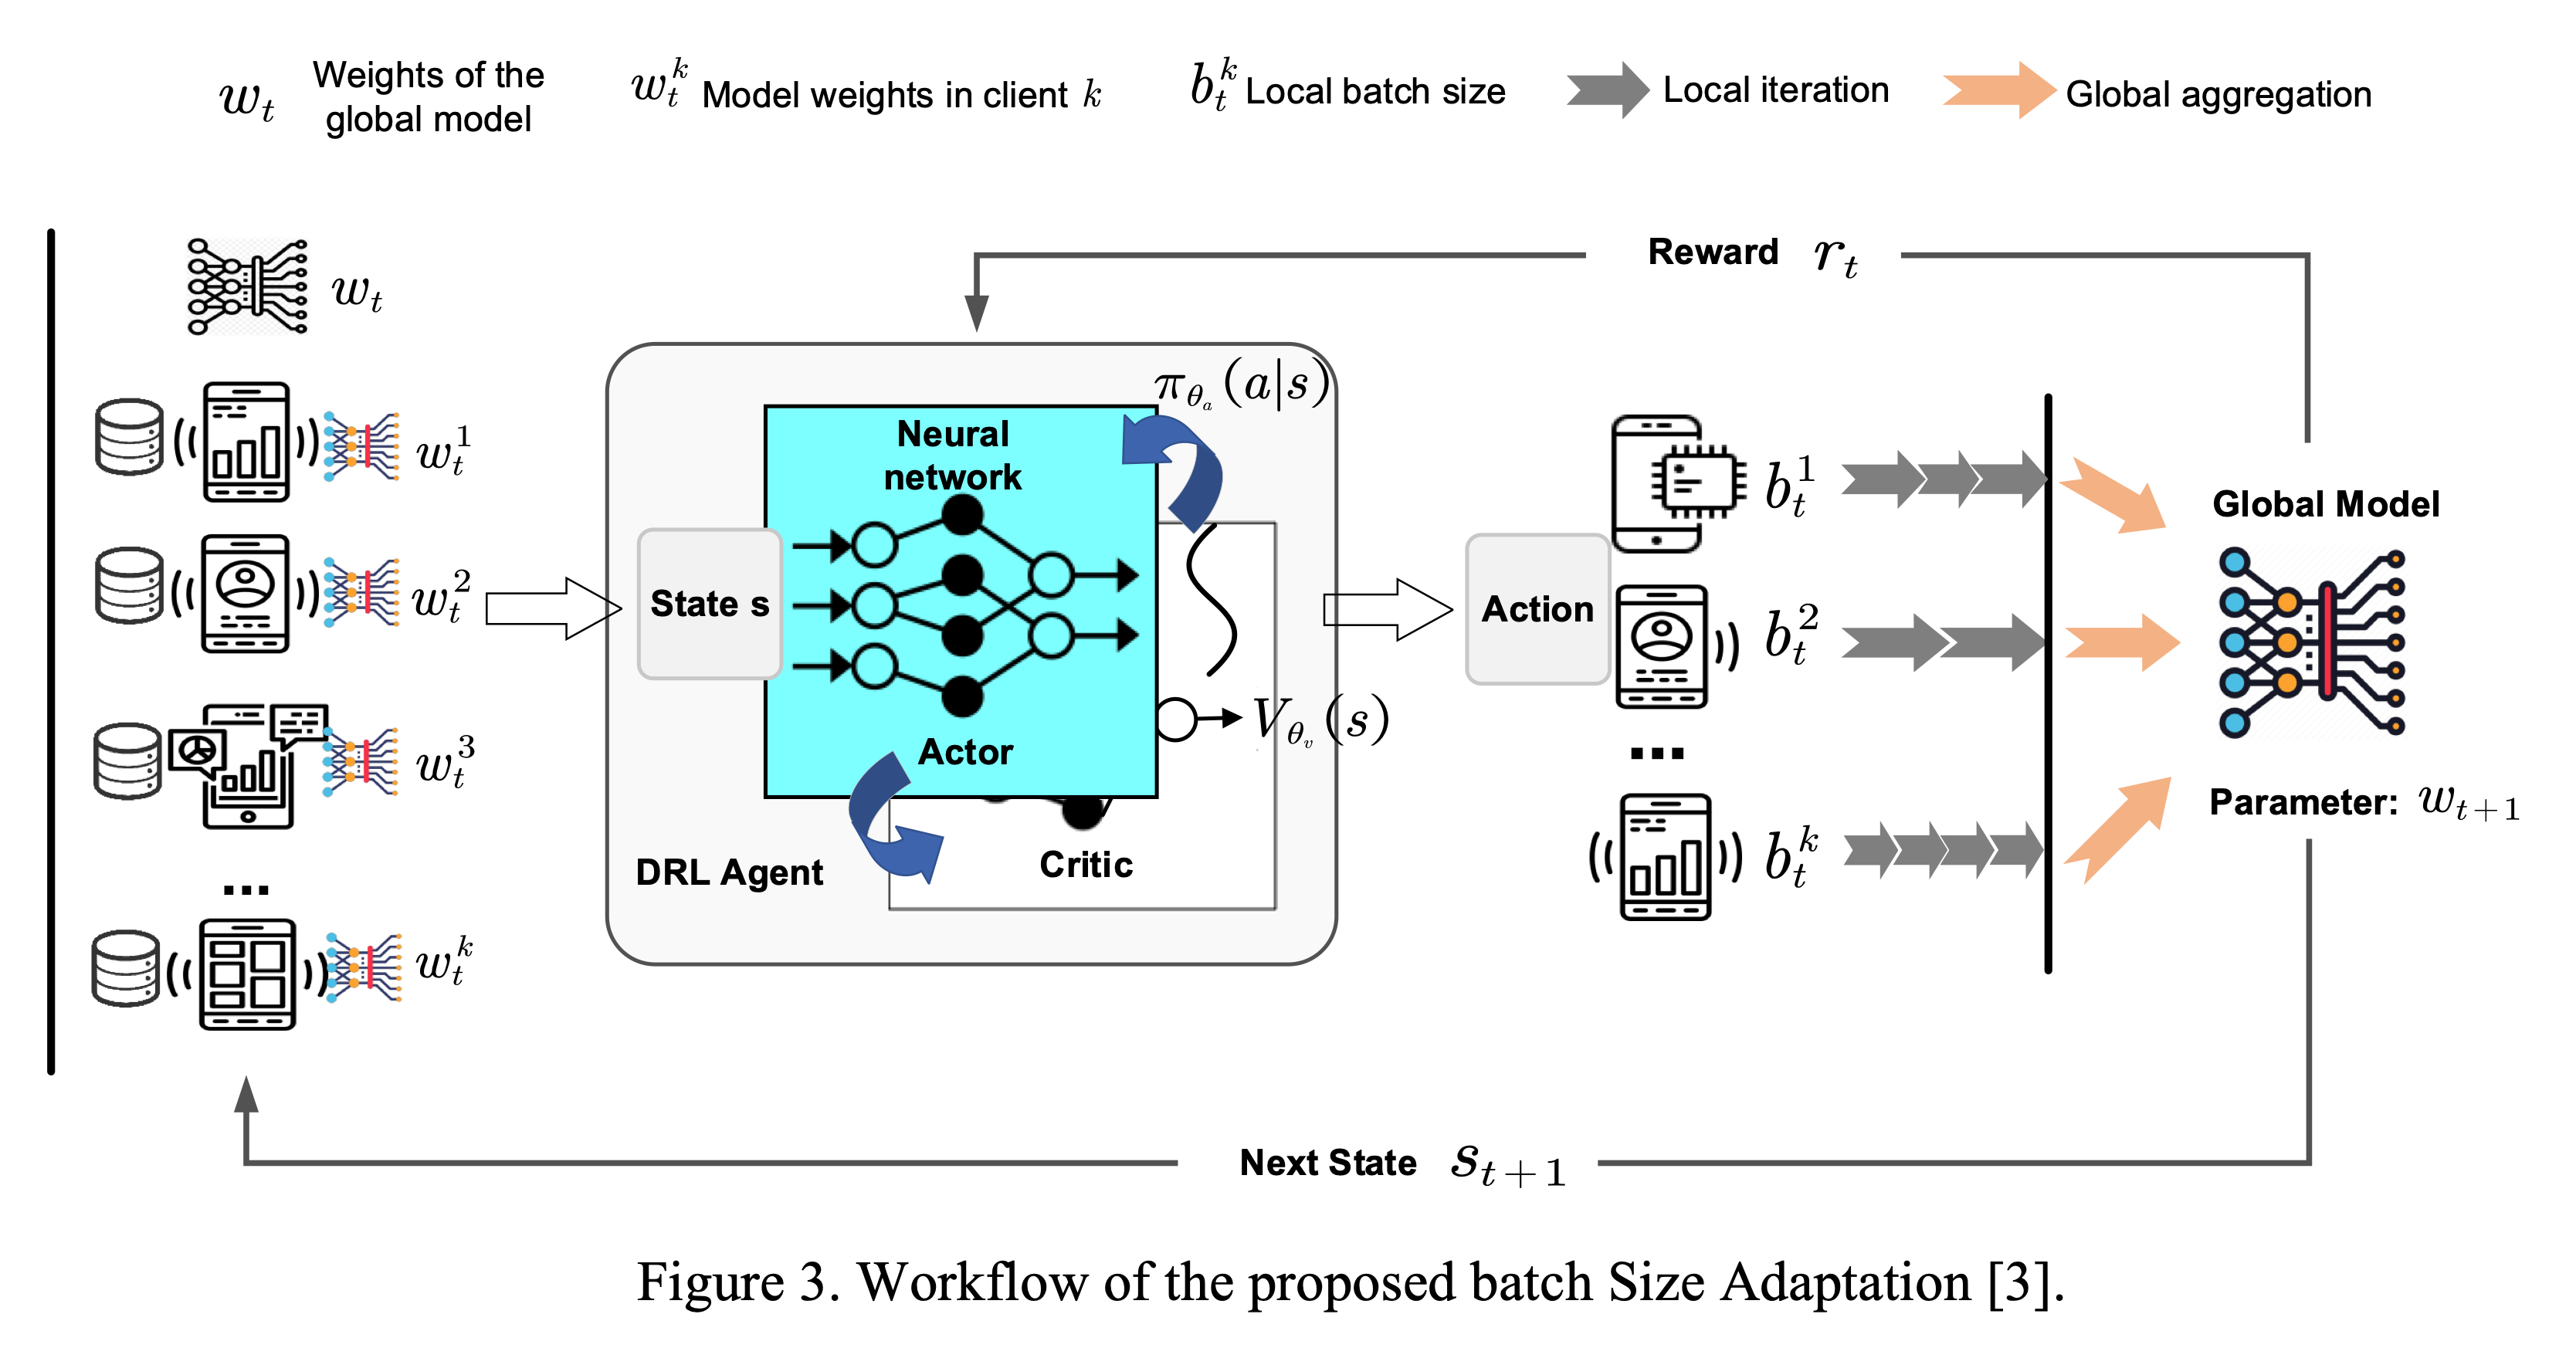 w_t Weights of the
global model
w_t^k Model weights in client k
b_t^k Local batch size
Local iteration
Global aggregation
w_t
w_t^1
w_t^2
w_t^3
...
w_t^k
Reward r_t
π_{θ_a}(a|s)
Neural
network
State s
Actor
V_{θ_v}(s)
DRL Agent
Critic
Action
b_t^1
b_t^2
...
b_t^k
Global Model
Parameter: w_{t+1}
Next State s_{t+1}
Figure 3. Workflow of the proposed batch Size Adaptation [3].